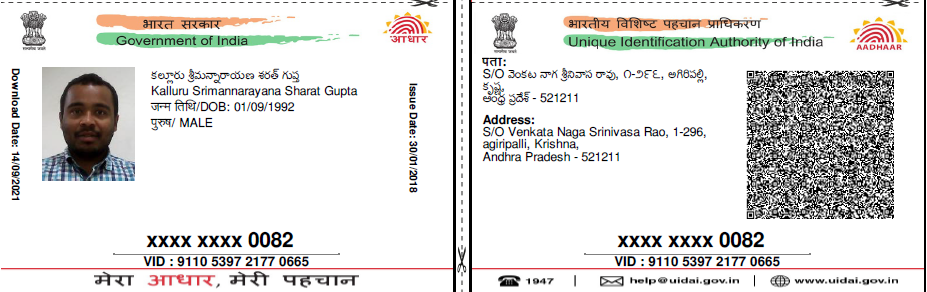 भारत सरकार
Government of India
आधार
Download Date: 14/09/2021
కల్లూరు శ్రీమన్నారాయణ శరత్ గుప్త
Kalluru Srimannarayana Sharat Gupta
जन्म तिथि/DOB: 01/09/1992
पुरुष/ MALE
Issue Date: 30/01/2018
xxxx xxxx 0082
VID : 9110 5397 2177 0665
मेरा आधार, मेरी पहचान
भारतीय विशिष्ट पहचान प्राधिकरण
Unique Identification Authority of India
AADHAAR
पता:
S/O వెంకట నాగ శ్రీనివాస రావు, ౧-౨౯౬, అగిరిపల్లి,
కృష్ణ,
ఆంధ్ర ప్రదేశ్ - 521211
Address:
S/O Venkata Naga Srinivasa Rao, 1-296,
agiripalli, Krishna,
Andhra Pradesh - 521211
xxxx xxxx 0082
VID : 9110 5397 2177 0665
1947
help@uidai.gov.in
www.uidai.gov.in